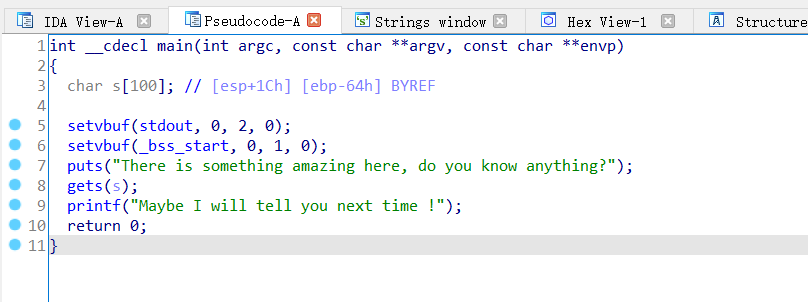 IDA View-A Pseudocode-A Strings window Hex View-1 Structure
1 int __cdecl main(int argc, const char **argv, const char **envp)
2 {
3 char s[100]; // [esp+1Ch] [ebp-64h] BYREF
4
5 setvbuf(stdout, 0, 2, 0);
6 setvbuf(_bss_start, 0, 1, 0);
7 puts("There is something amazing here, do you know anything?");
8 gets(s);
9 printf("Maybe I will tell you next time !");
10 return 0;
11 }